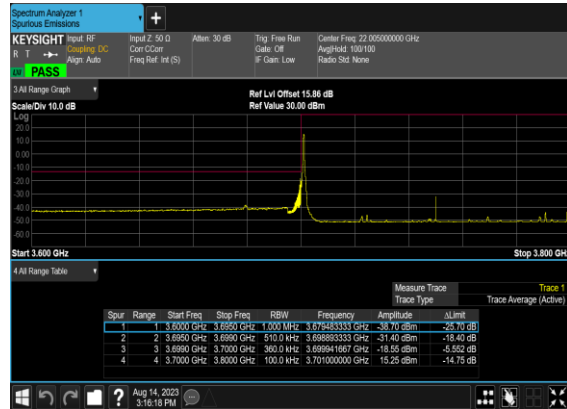 Spectrum Analyzer 1
Spurious Emissions
+
KEYSIGHT Input: RF Input Z: 50 Ω Atten: 30 dB Trig: Free Run Center Freq: 22.005000000 GHz
R T Coupling: DC Corr CCorr Gate: Off Avg|Hold: 100/100
Align: Auto Freq Ref: Int (S) IF Gain: Low Radio Std: None
PASS
3 All Range Graph
Ref Lvl Offset 15.86 dB
Scale/Div 10.0 dB Ref Value 30.00 dBm
Log
20.0
10.0
0.00
-10.0
-20.0
-30.0
-40.0
-50.0
-60.0
Start 3.600 GHz Stop 3.800 GHz
4 All Range Table
Measure Trace Trace 1
Trace Type Trace Average (Active)
Spur Range Start Freq Stop Freq RBW Frequency Amplitude ΔLimit
1 1 3.6000 GHz 3.6950 GHz 1.000 MHz 3.679483333 GHz -38.70 dBm -25.70 dB
2 2 3.6950 GHz 3.6990 GHz 510.0 kHz 3.698893333 GHz -31.40 dBm -18.40 dB
3 3 3.6990 GHz 3.7000 GHz 360.0 kHz 3.699941667 GHz -18.55 dBm -5.552 dB
4 4 3.7000 GHz 3.8000 GHz 100.0 kHz 3.701000000 GHz 15.25 dBm -14.75 dB
? Aug 14, 2023
3:16:18 PM